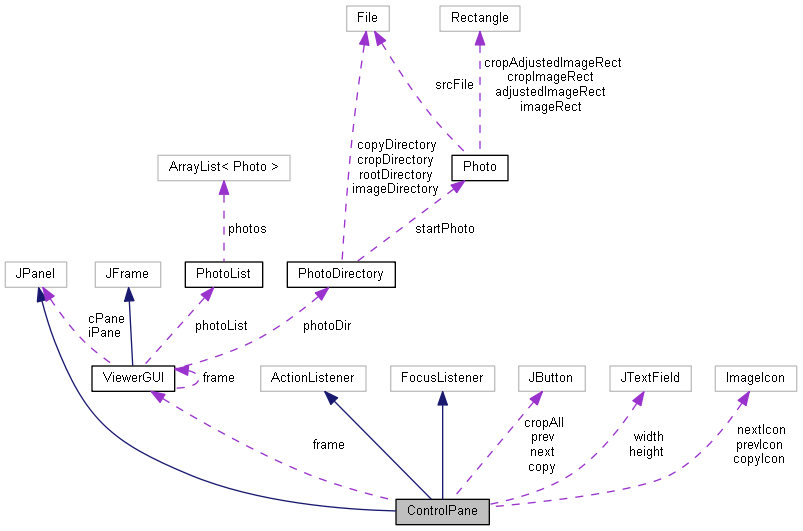 File
Rectangle
srcFile
cropAdjustedImageRect
cropImageRect
adjustedImageRect
imageRect
copyDirectory
cropDirectory
rootDirectory
imageDirectory
ArrayList< Photo >
Photo
photos
startPhoto
JPanel
JFrame
PhotoList
PhotoDirectory
cPane
iPane
photoList
photoDir
ViewerGUI
frame
ActionListener
FocusListener
JButton
JTextField
ImageIcon
frame
cropAll
prev
next
copy
width
height
nextIcon
prevIcon
copyIcon
ControlPane